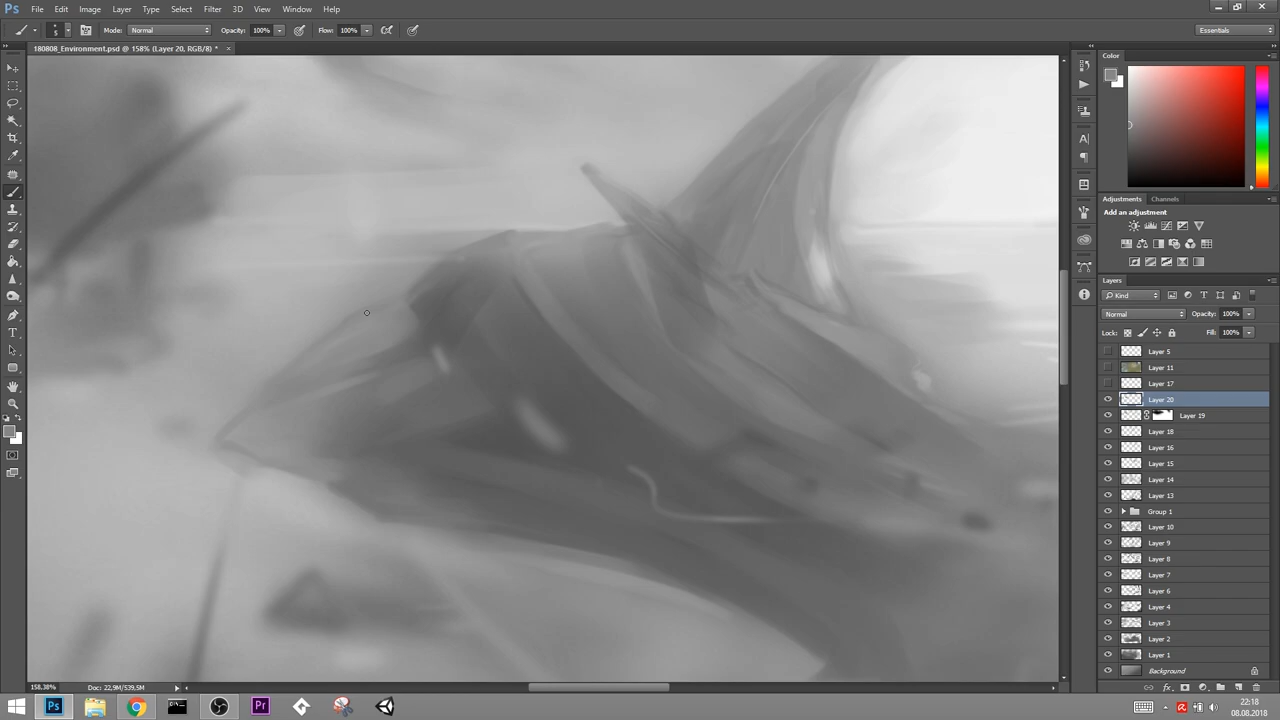 Ps File Edit Image Layer Type Select Filter 3D View Window Help
5 Mode: Normal Opacity: 100% Flow: 100% Essentials
180808_Environment.psd @ 158% (Layer 20, RGB/8) * ×
Color
Adjustments Channels
Add an adjustment
Layers
Kind
Normal Opacity: 100%
Lock: Fill: 100%
Layer 5
Layer 11
Layer 17
Layer 20
Layer 19
Layer 18
Layer 16
Layer 15
Layer 14
Layer 13
Group 1
Layer 10
Layer 9
Layer 8
Layer 7
Layer 6
Layer 4
Layer 3
Layer 2
Layer 1
Background
158.38% Doc: 22,9M/539,5M
22:18
08.08.2018